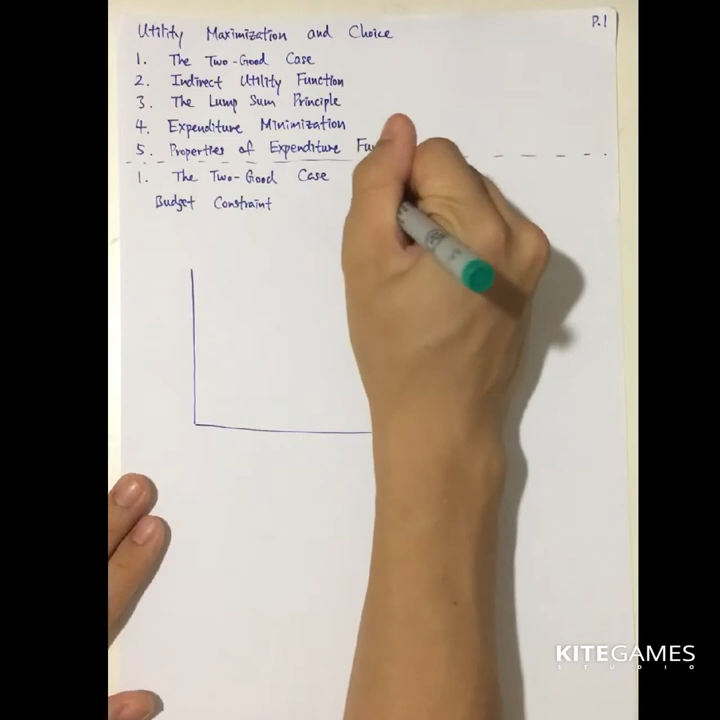 P.1
Utility Maximization and Choice
1. The Two-Good Case
2. Indirect Utility Function
3. The Lump Sum Principle
4. Expenditure Minimization
5. Properties of Expenditure
1. The Two-Good Case
Budget Constraint
KITEGAMES
STUDIO